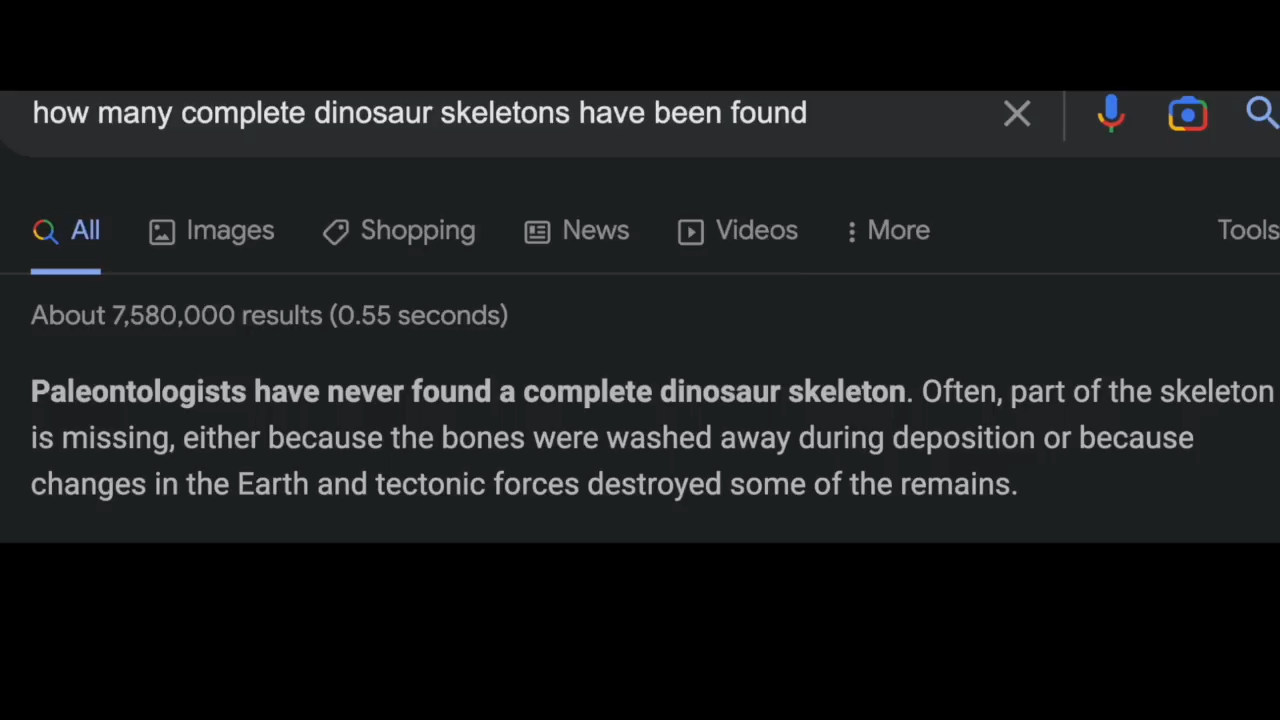 how many complete dinosaur skeletons have been found
All Images Shopping News Videos More Tools
About 7,580,000 results (0.55 seconds)
Paleontologists have never found a complete dinosaur skeleton. Often, part of the skeleton
is missing, either because the bones were washed away during deposition or because
changes in the Earth and tectonic forces destroyed some of the remains.